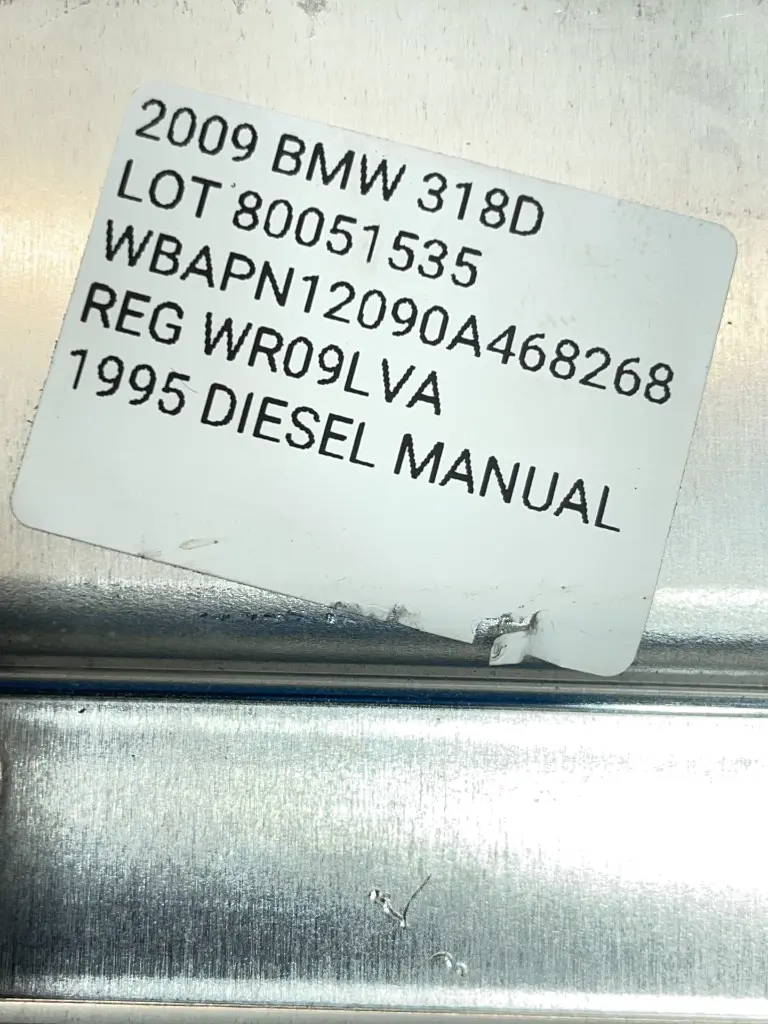 2009 BMW 318D
LOT 80051535
WBAPN12090A468268
REG WR09LVA
1995 DIESEL MANUAL